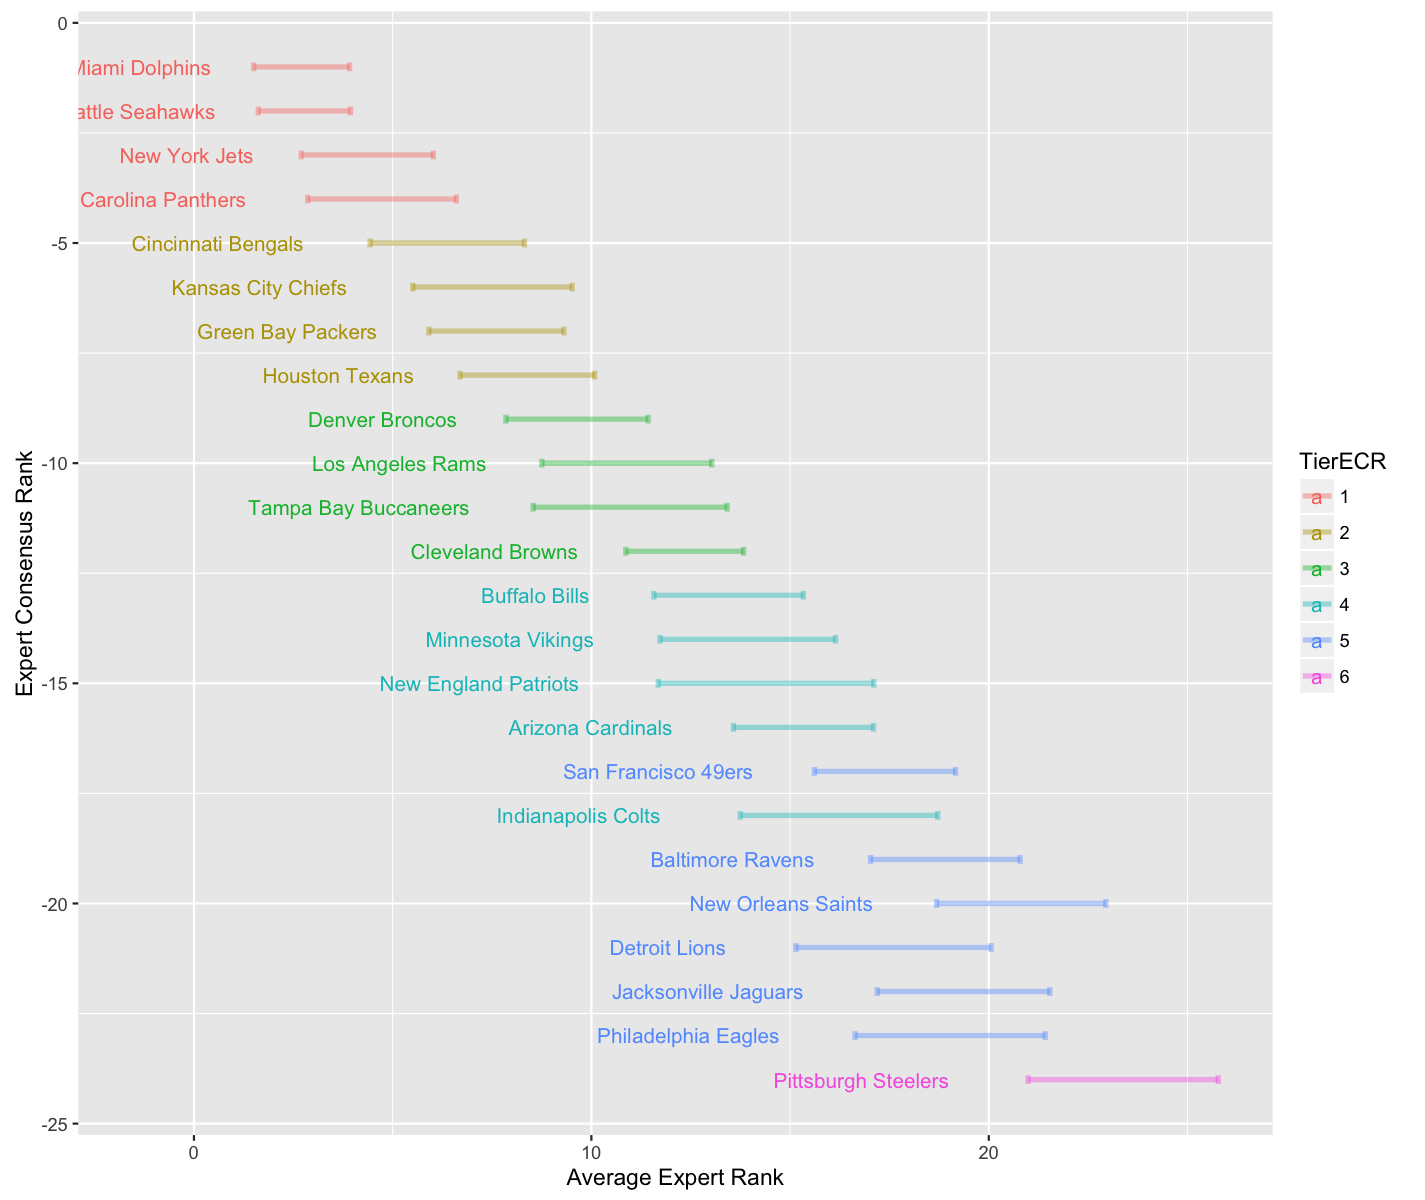 0
Miami Dolphins
attle Seahawks
New York Jets
Carolina Panthers
Cincinnati Bengals
-5
Kansas City Chiefs
Green Bay Packers
Houston Texans
Denver Broncos
Los Angeles Rams
-10
Tampa Bay Buccaneers
Cleveland Browns
Buffalo Bills
Minnesota Vikings
New England Patriots
-15
Arizona Cardinals
San Francisco 49ers
Indianapolis Colts
Baltimore Ravens
New Orleans Saints
-20
Detroit Lions
Jacksonville Jaguars
Philadelphia Eagles
Pittsburgh Steelers
-25
0 10 20
Average Expert Rank
Expert Consensus Rank
TierECR
a 1
a 2
a 3
a 4
a 5
a 6